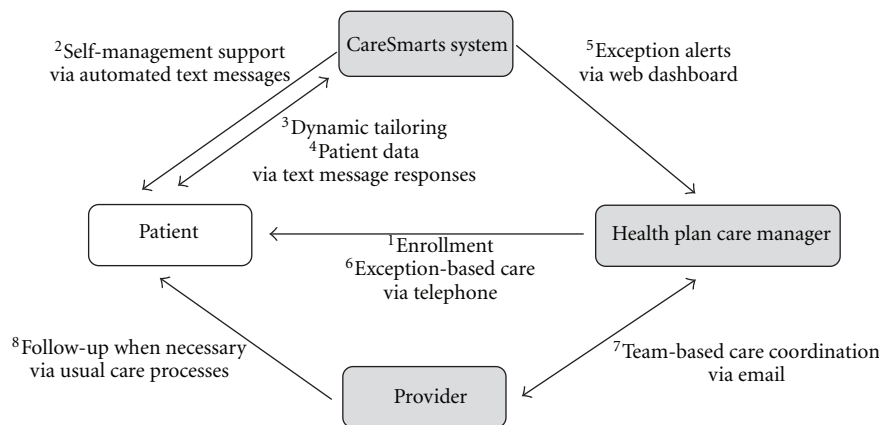 CareSmarts system
²Self-management support
via automated text messages
⁵Exception alerts
via web dashboard
³Dynamic tailoring
⁴Patient data
via text message responses
Patient
Health plan care manager
¹Enrollment
⁶Exception-based care
via telephone
⁸Follow-up when necessary
via usual care processes
⁷Team-based care coordination
via email
Provider